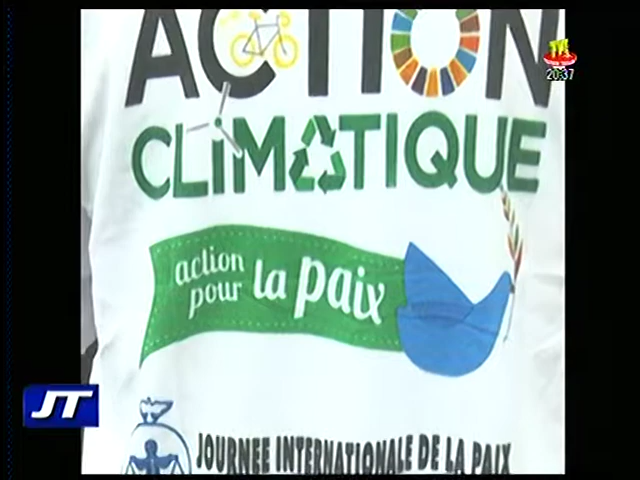 ACTION
20:37
CLIMATIQUE
action
pour la paix
JT
JOURNEE INTERNATIONALE DE LA PAIX